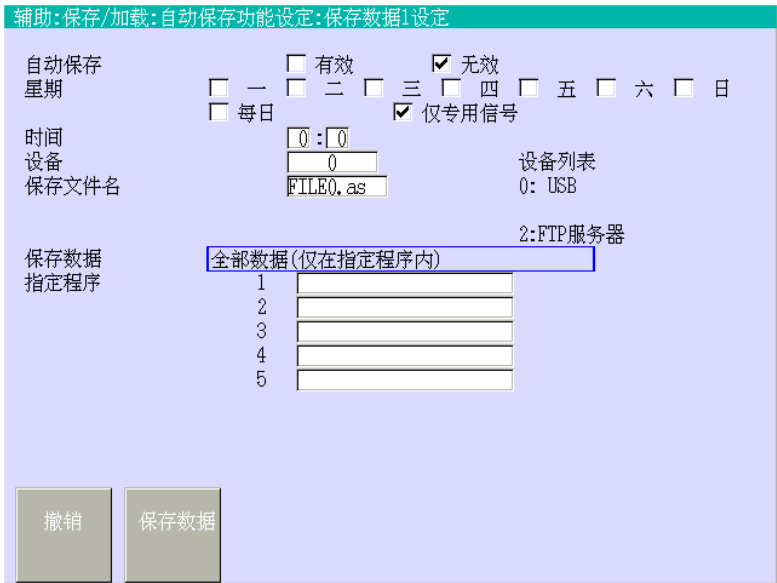 辅助:保存/加载:自动保存功能设定:保存数据1设定
自动保存 有效 无效
星期 一 二 三 四 五 六 日
每日 仅专用信号
时间 0 : 0
设备 0 设备列表
保存文件名 FILE0.as 0: USB
2:FTP服务器
保存数据 全部数据(仅在指定程序内)
指定程序 1
2
3
4
5
撤销 保存数据